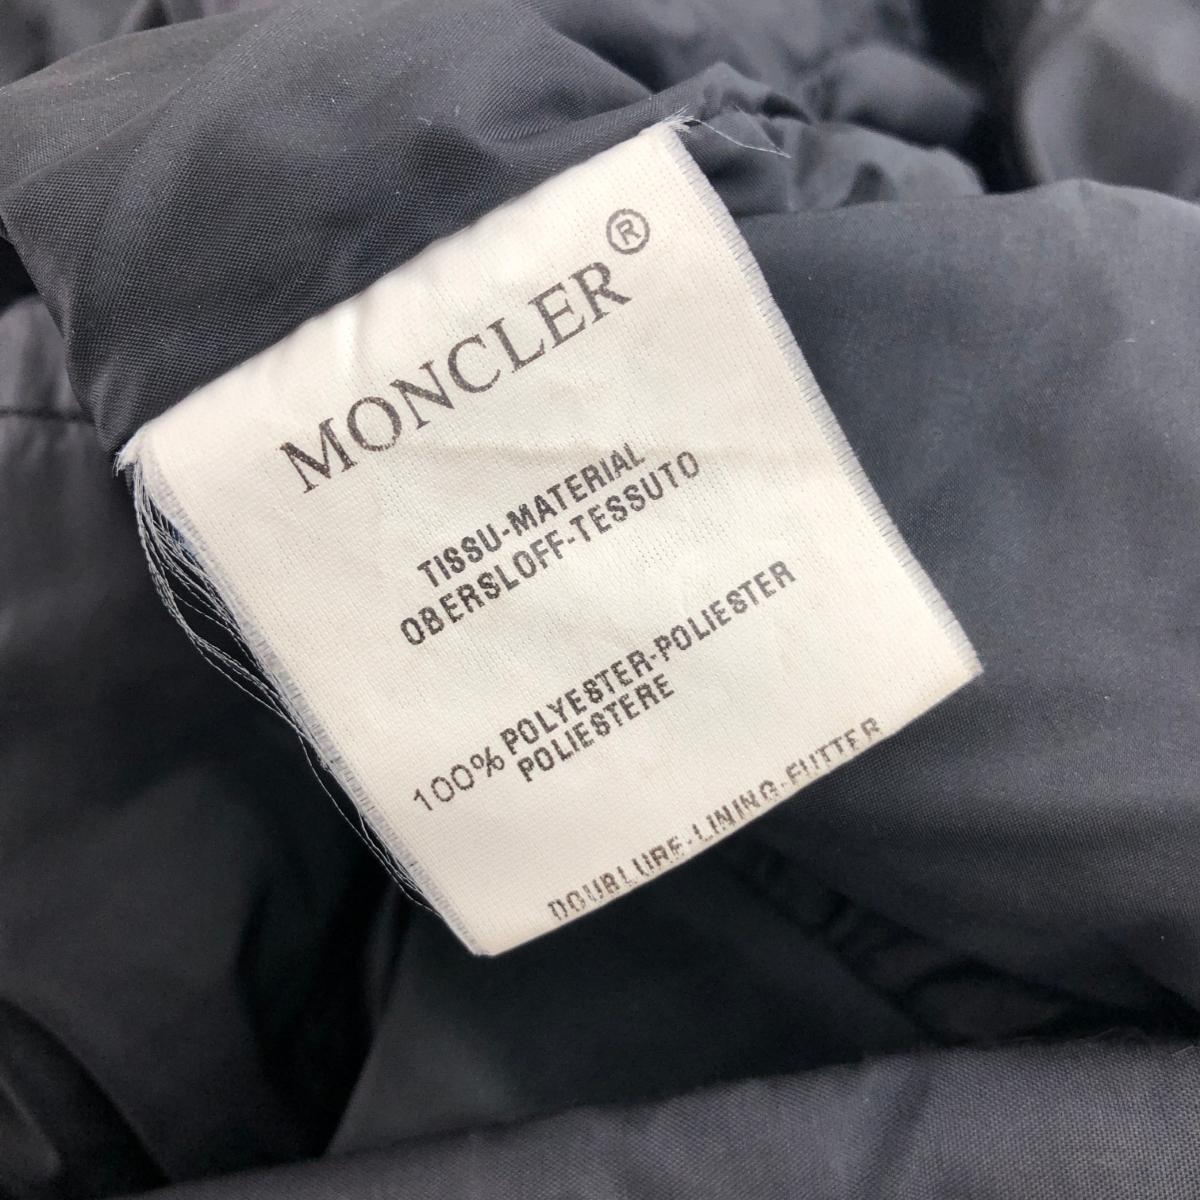 MONCLER®
TISSU-MATERIAL
OBERSLOFF-TESSUTO
100% POLYESTER-POLIESTER
POLIESTERE
DOUBLURE-LINING-FUTTER